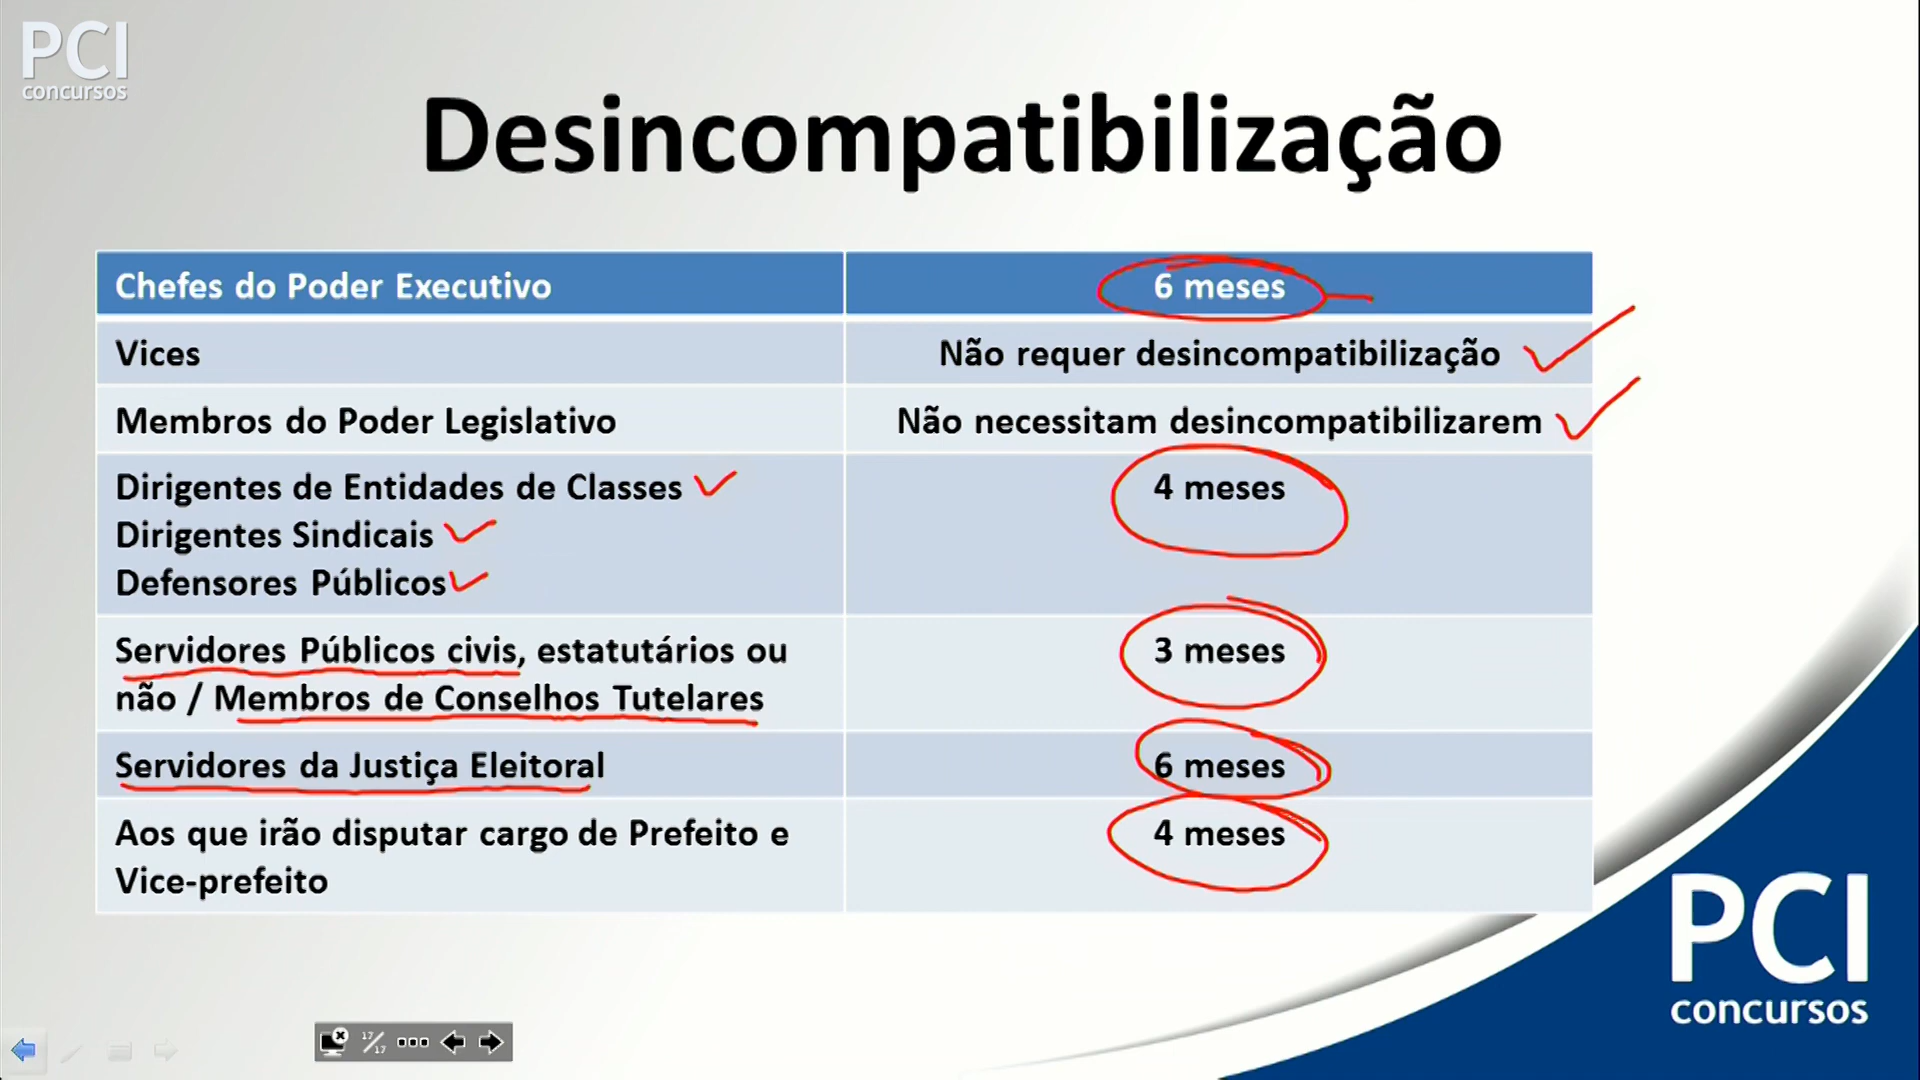 PCI
concursos
Desincompatibilização
Chefes do Poder Executivo
6 meses
Vices
Não requer desincompatibilização
Membros do Poder Legislativo
Não necessitam desincompatibilizarem
Dirigentes de Entidades de Classes
4 meses
Dirigentes Sindicais
Defensores Públicos
Servidores Públicos civis, estatutários ou
3 meses
não / Membros de Conselhos Tutelares
Servidores da Justiça Eleitoral
6 meses
Aos que irão disputar cargo de Prefeito e
4 meses
Vice-prefeito
PCI
concursos
17/17